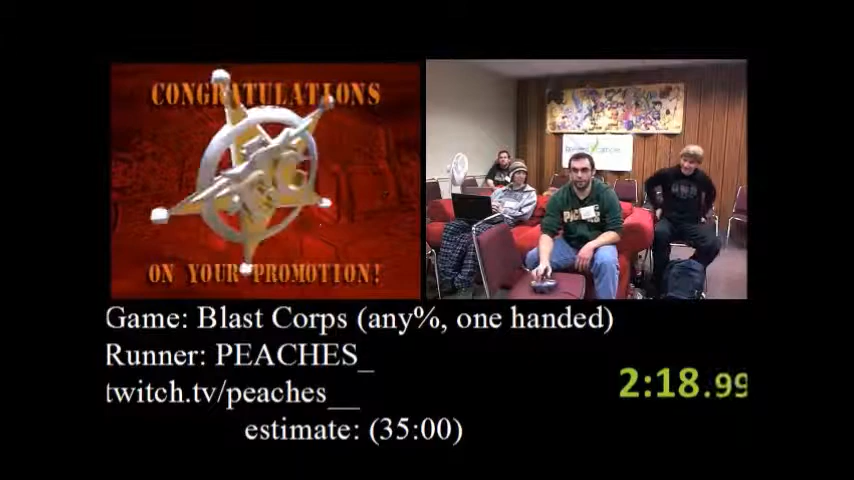 CONGRATULATIONS
ON YOUR PROMOTION!
Game: Blast Corps (any%, one handed)
Runner: PEACHES_
twitch.tv/peaches__
2:18.99
estimate: (35:00)